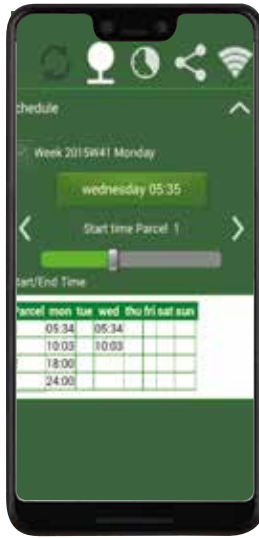 chedule
Week 2015W41 Monday
wednesday 05:35
Start time Parcel 1
tart/End Time
Parcel mon tue wed thu fri sat sun
05:34 05:34
10:03 10:03
18:00
24:00